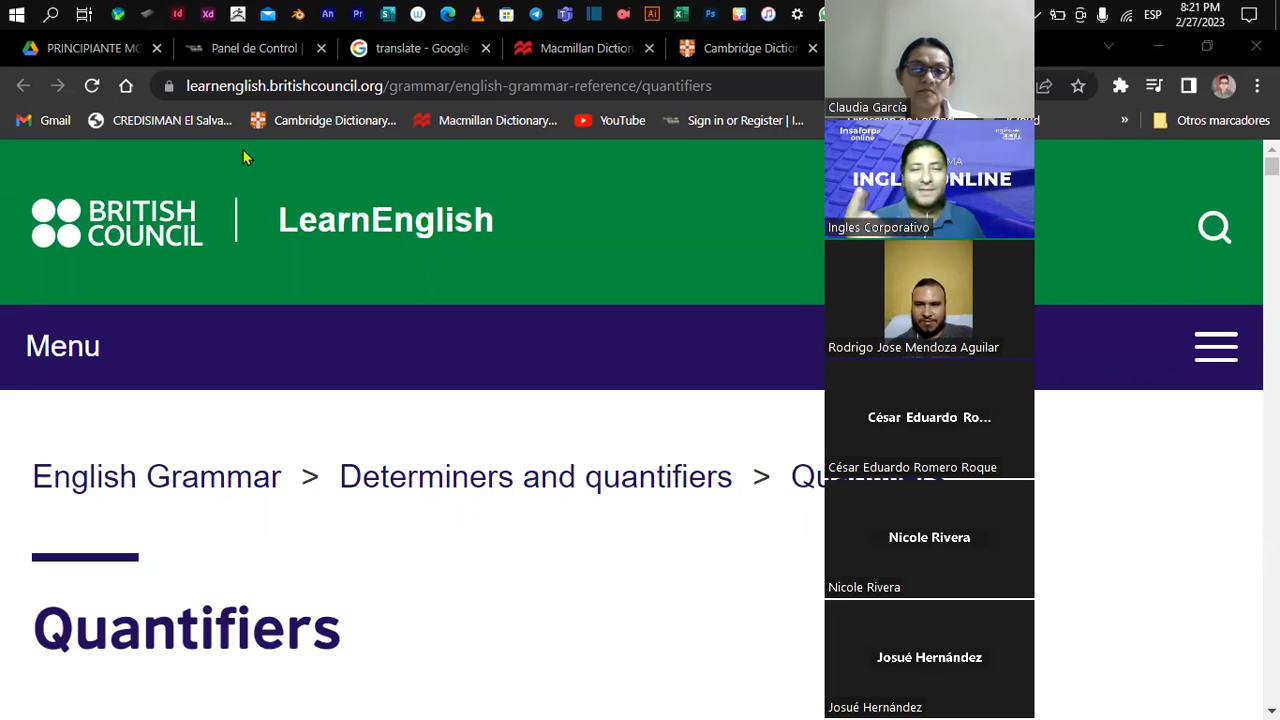 8:21 PM
ESP
2/27/2023
PRINCIPIANTE MC
Panel de Control |
translate - Google
Macmillan Diction
Cambridge Dictio
learnenglish.britishcouncil.org/grammar/english-grammar-reference/quantifiers
Gmail
CREDISIMAN El Salva...
Cambridge Dictionary...
Macmillan Dictionary,...
YouTube
Sign in or Register | I...
»
Otros marcadores
BRITISH
COUNCIL
LearnEnglish
Menu
English Grammar > Determiners and quantifiers >
Quantifiers
Claudia García
Insaforp
online
Ingles Corporativo
Rodrigo Jose Mendoza Aguilar
César Eduardo Ro...
César Eduardo Romero Roque
Nicole Rivera
Nicole Rivera
Josué Hernández
Josué Hernández